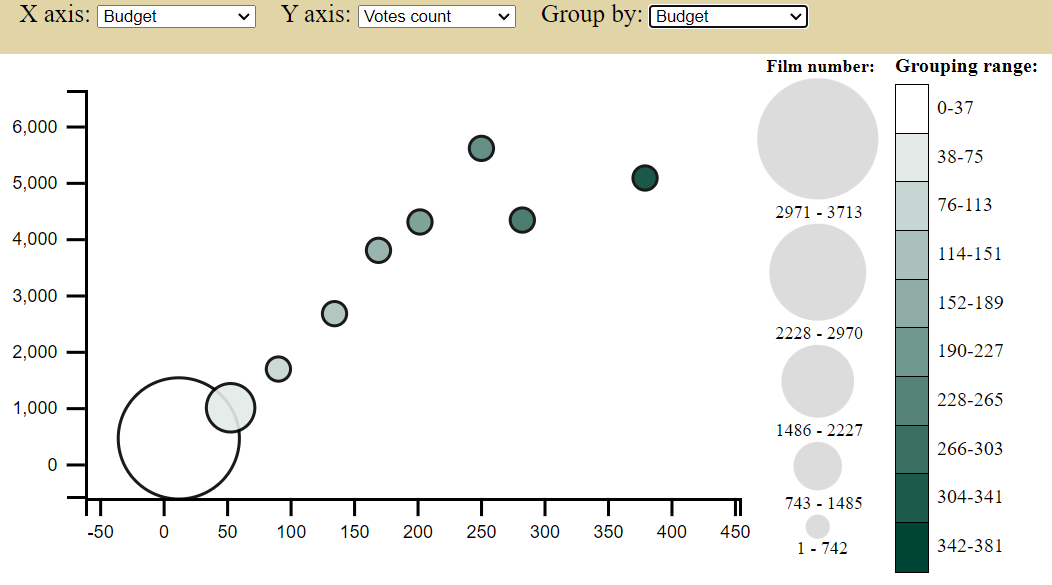 X axis: Budget Y axis: Votes count Group by: Budget
Film number: Grouping range:
6,000
5,000
4,000
3,000
2,000
1,000
0
-50 0 50 100 150 200 250 300 350 400 450
2971 - 3713
2228 - 2970
1486 - 2227
743 - 1485
1 - 742
0-37
38-75
76-113
114-151
152-189
190-227
228-265
266-303
304-341
342-381